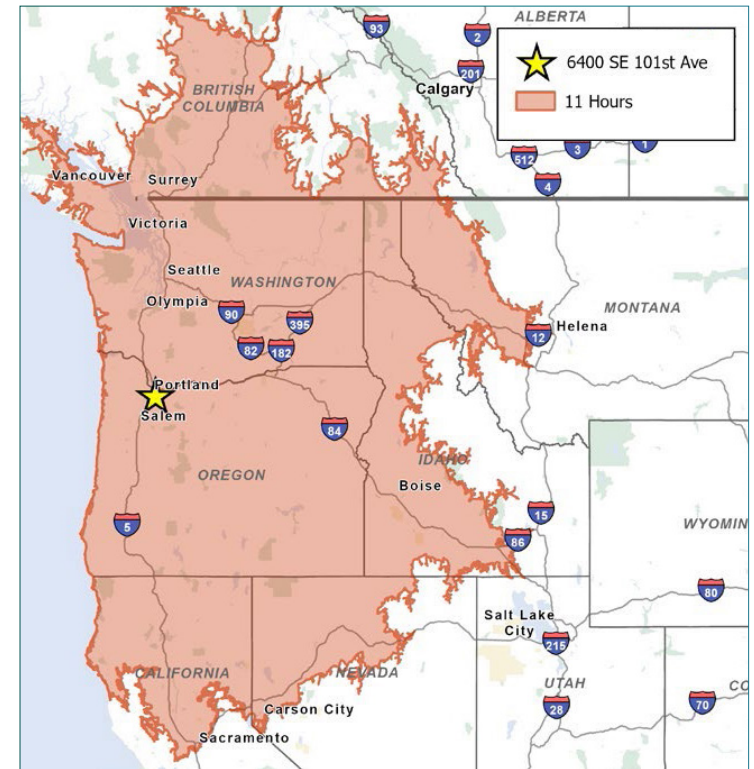 ALBERTA
93
2
6400 SE 101st Ave
201
BRITISH
COLUMBIA
Calgary
11 Hours
512
3
1
4
Vancouver
Surrey
Victoria
Seattle
WASHINGTON
Olympia
90
395
MONTANA
12
Helena
82
182
Portland
Salem
84
OREGON
IDAHO
Boise
5
15
86
WYOMIN
80
Salt Lake
City
215
CALIFORNIA
NEVADA
UTAH
CO
Carson City
28
70
Sacramento